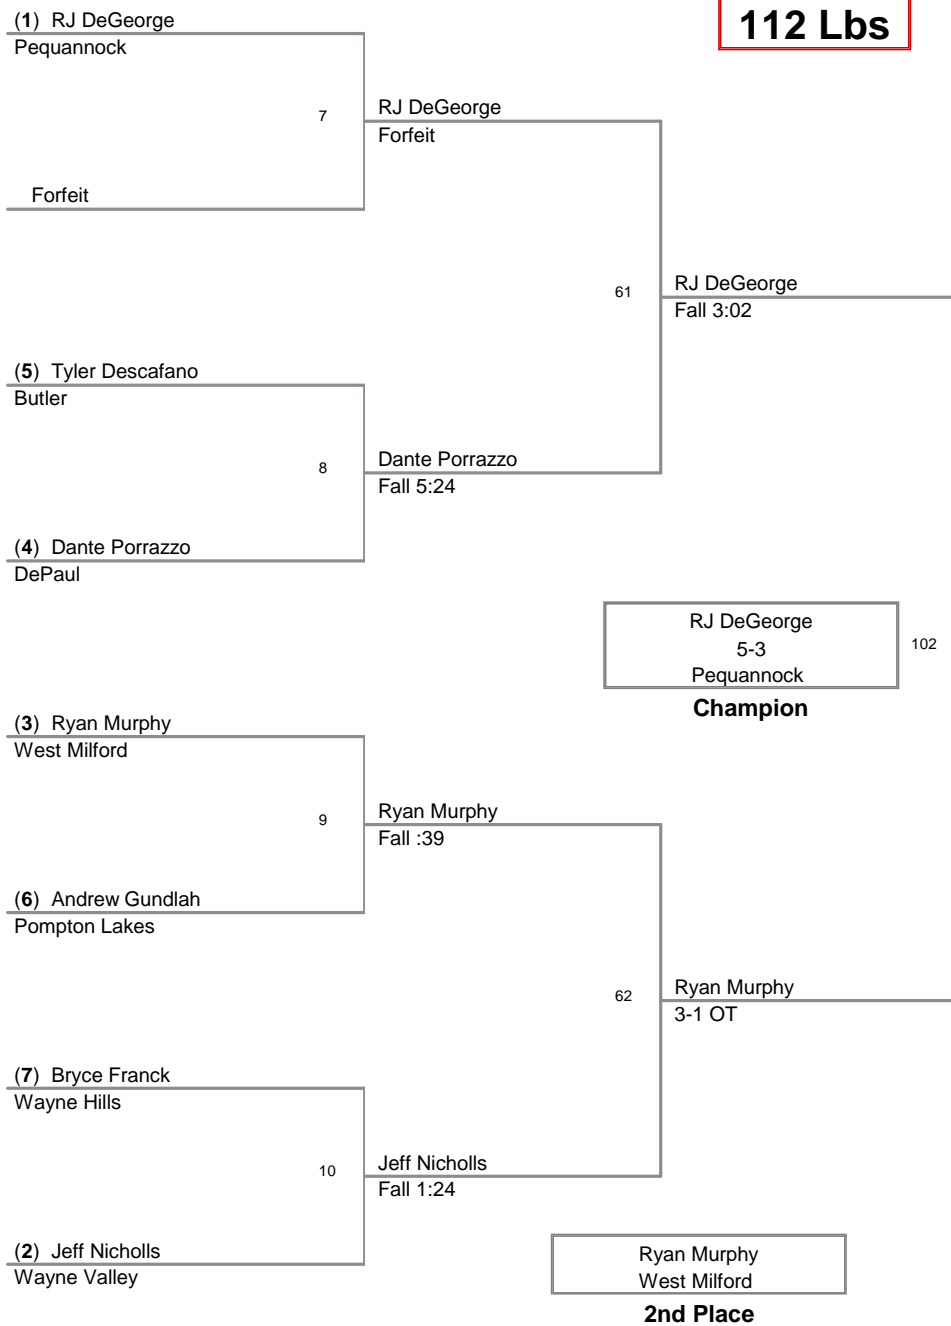 112 Lbs
(1) RJ DeGeorge
Pequannock
7
RJ DeGeorge
Forfeit
Forfeit
61
RJ DeGeorge
Fall 3:02
(5) Tyler Descafano
Butler
8
Dante Porrazzo
Fall 5:24
(4) Dante Porrazzo
DePaul
RJ DeGeorge
5-3
Pequannock
102
Champion
(3) Ryan Murphy
West Milford
9
Ryan Murphy
Fall :39
(6) Andrew Gundlah
Pompton Lakes
62
Ryan Murphy
3-1 OT
(7) Bryce Franck
Wayne Hills
10
Jeff Nicholls
Fall 1:24
(2) Jeff Nicholls
Wayne Valley
Ryan Murphy
West Milford
2nd Place